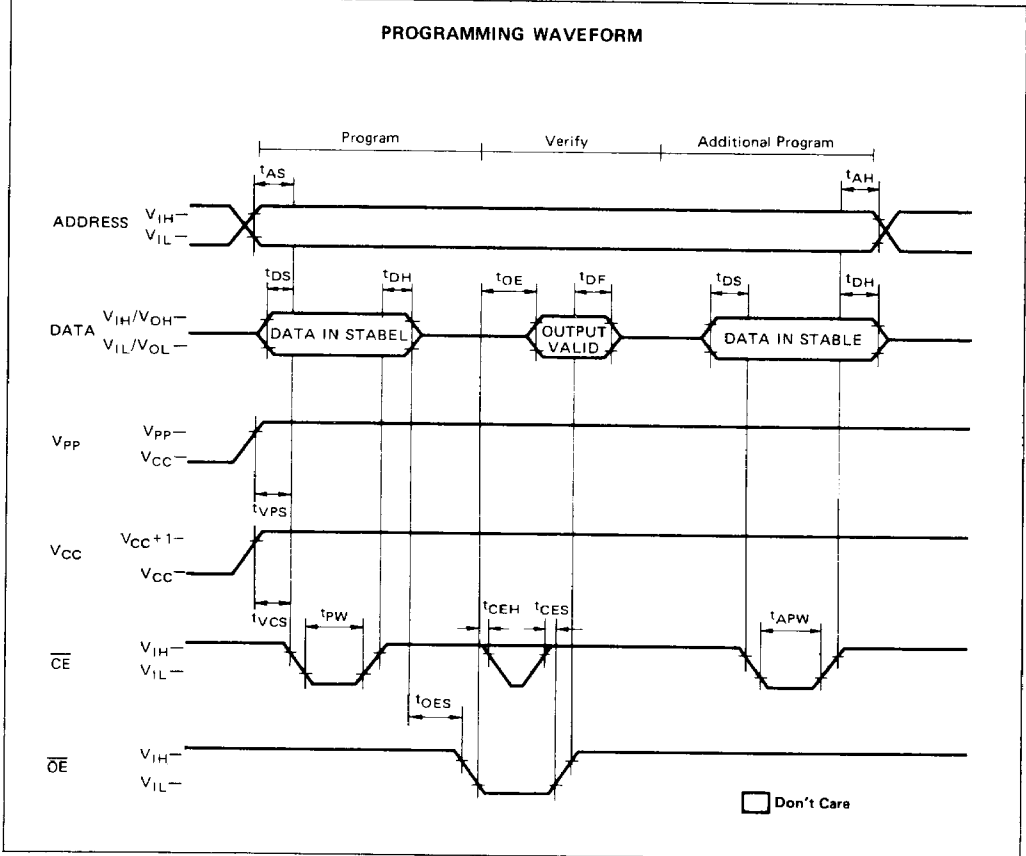 PROGRAMMING WAVEFORM
Program Verify Additional Program
tAS tAH
ADDRESS VIH
VIL
tDS tDH tOE tDF tDS tDH
DATA VIH/VOH
VIL/VOL
DATA IN STABEL
OUTPUT
VALID
DATA IN STABLE
VPP VPP
VCC
tVPS
VCC VCC+1
VCC
tVCS tPW tCEH tCES tAPW
CE VIH
VIL
tOES
OE VIH
VIL
Don't Care